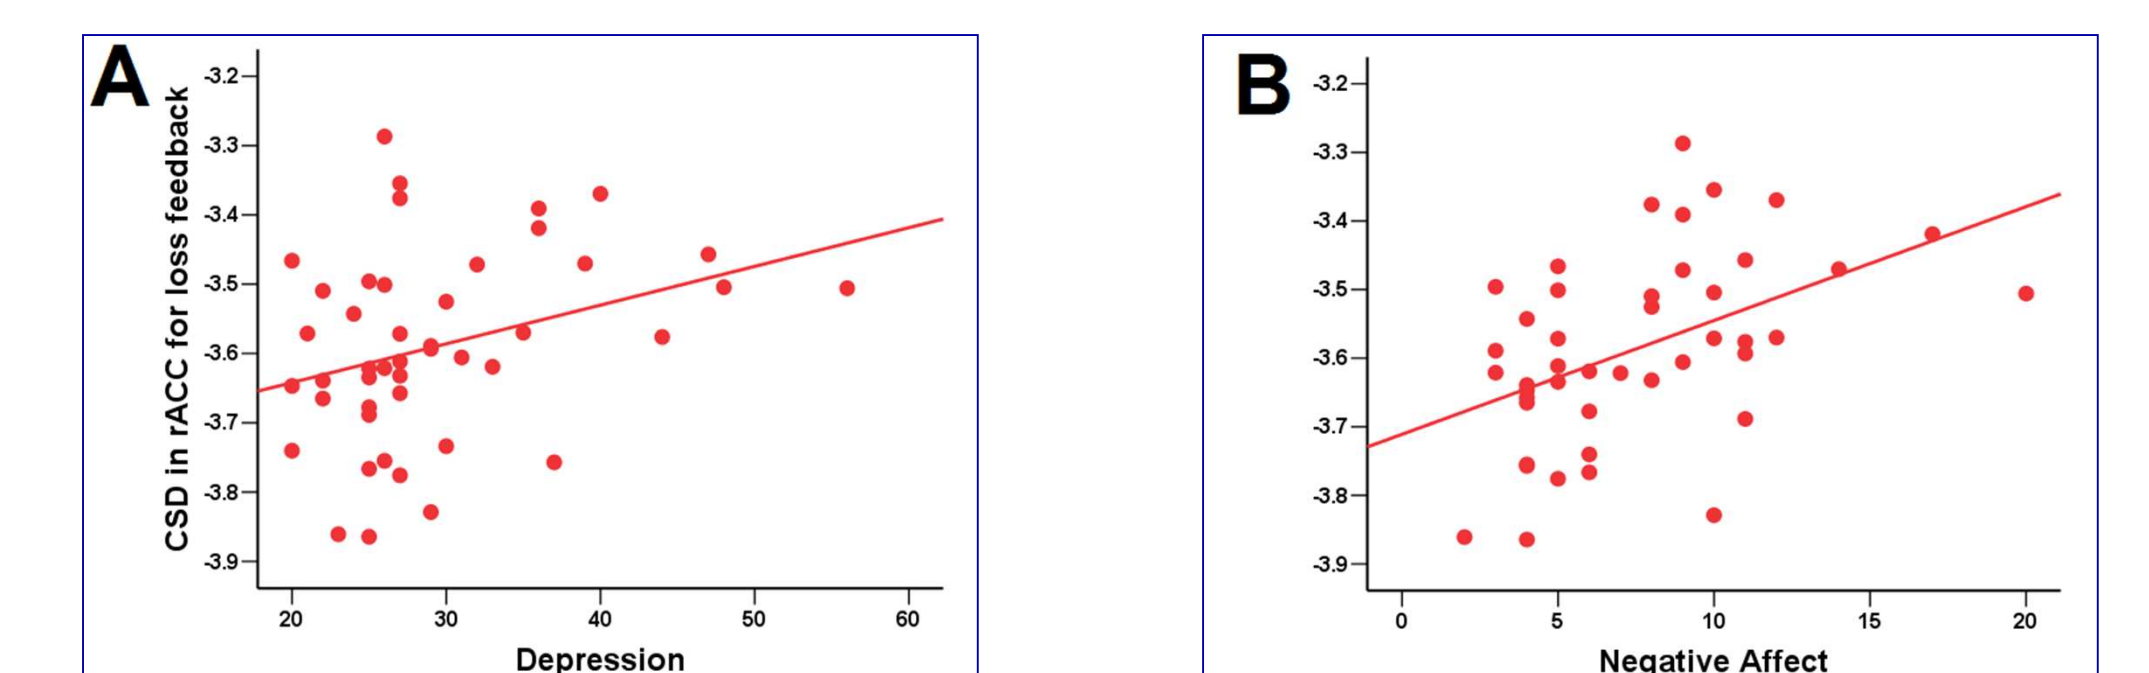 A
CSD in rACC for loss feedback
-3.2
-3.3
-3.4
-3.5
-3.6
-3.7
-3.8
-3.9
20 30 40 50 60
Depression
B
-3.2
-3.3
-3.4
-3.5
-3.6
-3.7
-3.8
-3.9
0 5 10 15 20
Negative Affect